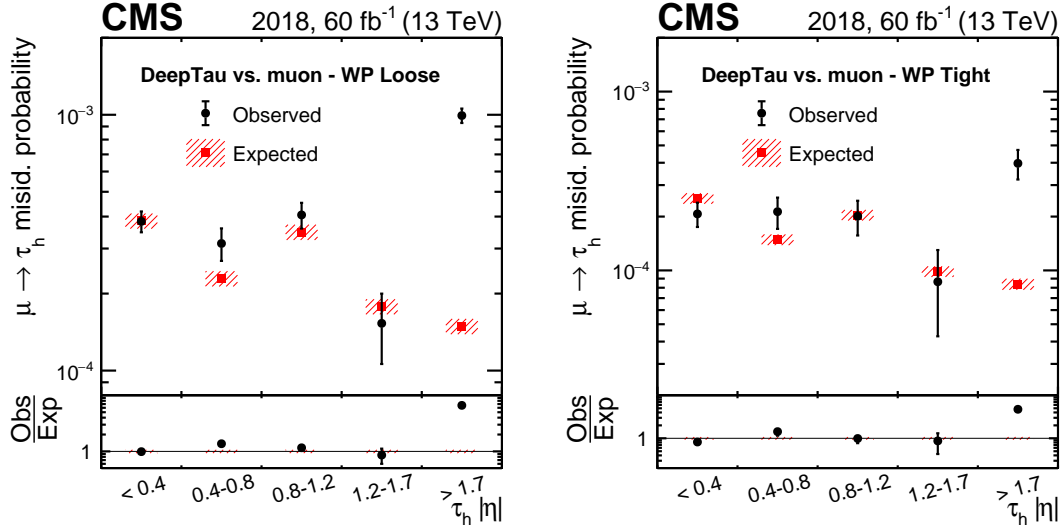 CMS 2018, 60 fb⁻¹ (13 TeV)
DeepTau vs. muon - WP Loose
Observed
Expected
10⁻³
10⁻⁴
μ → τh misid. probability
Obs
Exp
1
< 0.4 0.4-0.8 0.8-1.2 1.2-1.7 > 1.7
τh |η|
CMS 2018, 60 fb⁻¹ (13 TeV)
DeepTau vs. muon - WP Tight
Observed
Expected
10⁻³
10⁻⁴
μ → τh misid. probability
Obs
Exp
1
< 0.4 0.4-0.8 0.8-1.2 1.2-1.7 > 1.7
τh |η|